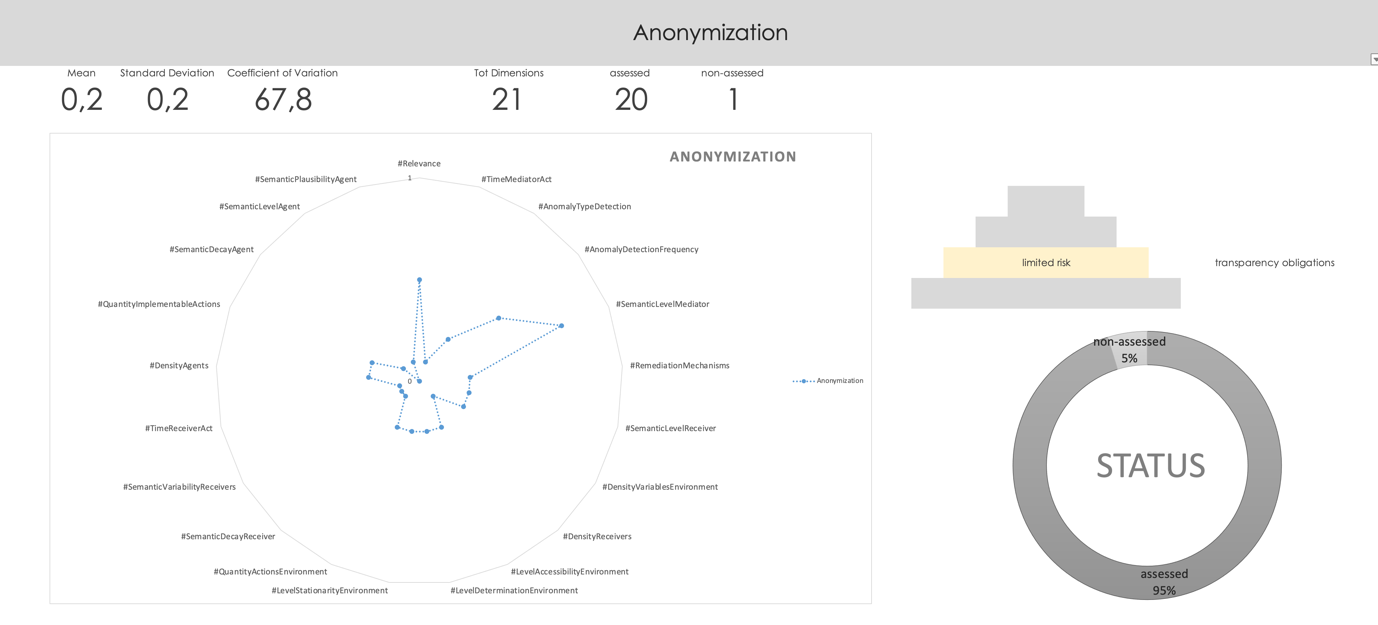 Anonymization
Mean Standard Deviation Coefficient of Variation Tot Dimensions assessed non-assessed
0,2 0,2 67,8 21 20 1
ANONYMIZATION
#Relevance
1
#SemanticPlausibilityAgent #TimeMediatorAct
#SemanticLevelAgent #AnomalyTypeDetection
#SemanticDecayAgent #AnomalyDetectionFrequency
#QuantityImplementableActions #SemanticLevelMediator
#DensityAgents #RemediationMechanisms
0
Anonymization
#TimeReceiverAct #SemanticLevelReceiver
#SemanticVariabilityReceivers #DensityVariablesEnvironment
#SemanticDecayReceiver #DensityReceivers
#QuantityActionsEnvironment #LevelAccessibilityEnvironment
#LevelStationarityEnvironment #LevelDeterminationEnvironment
limited risk transparency obligations
non-assessed
5%
STATUS
assessed
95%